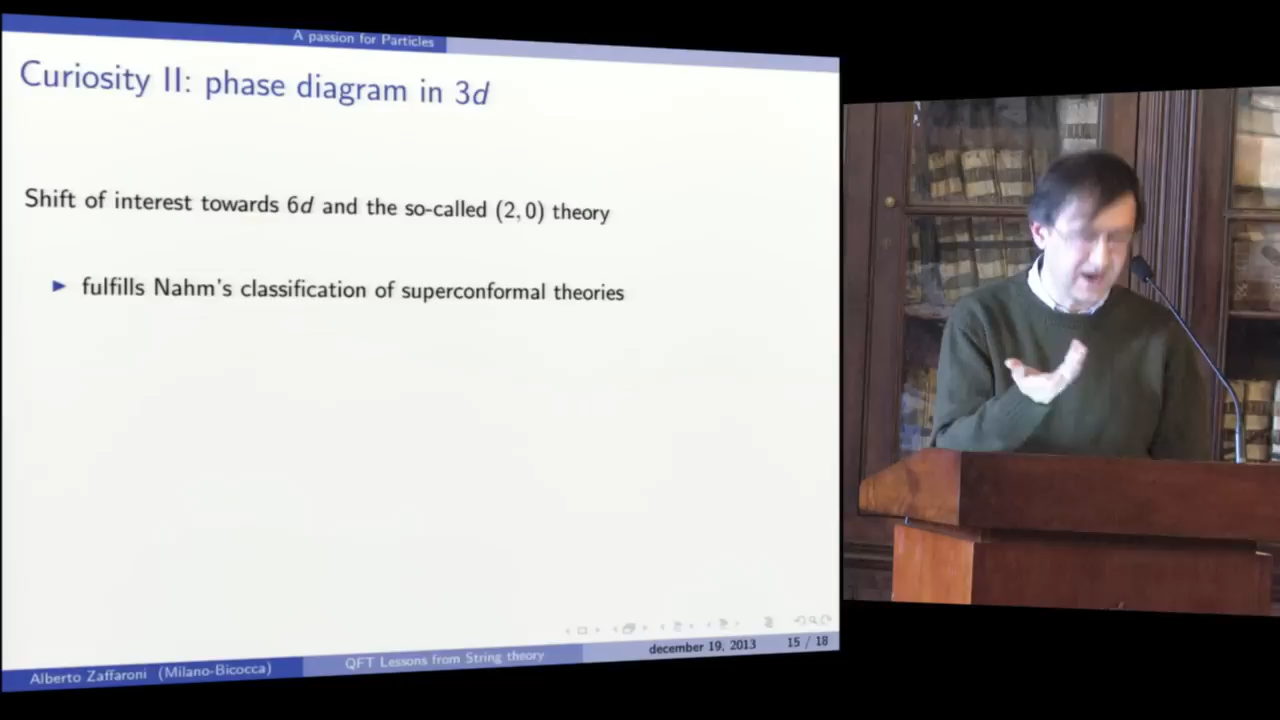 A passion for Particles
Curiosity II: phase diagram in 3d
Shift of interest towards 6d and the so-called (2, 0) theory
▶ fulfills Nahm's classification of superconformal theories
Alberto Zaffaroni (Milano-Bicocca)
QFT Lessons from String theory
december 19, 2013
15 / 18